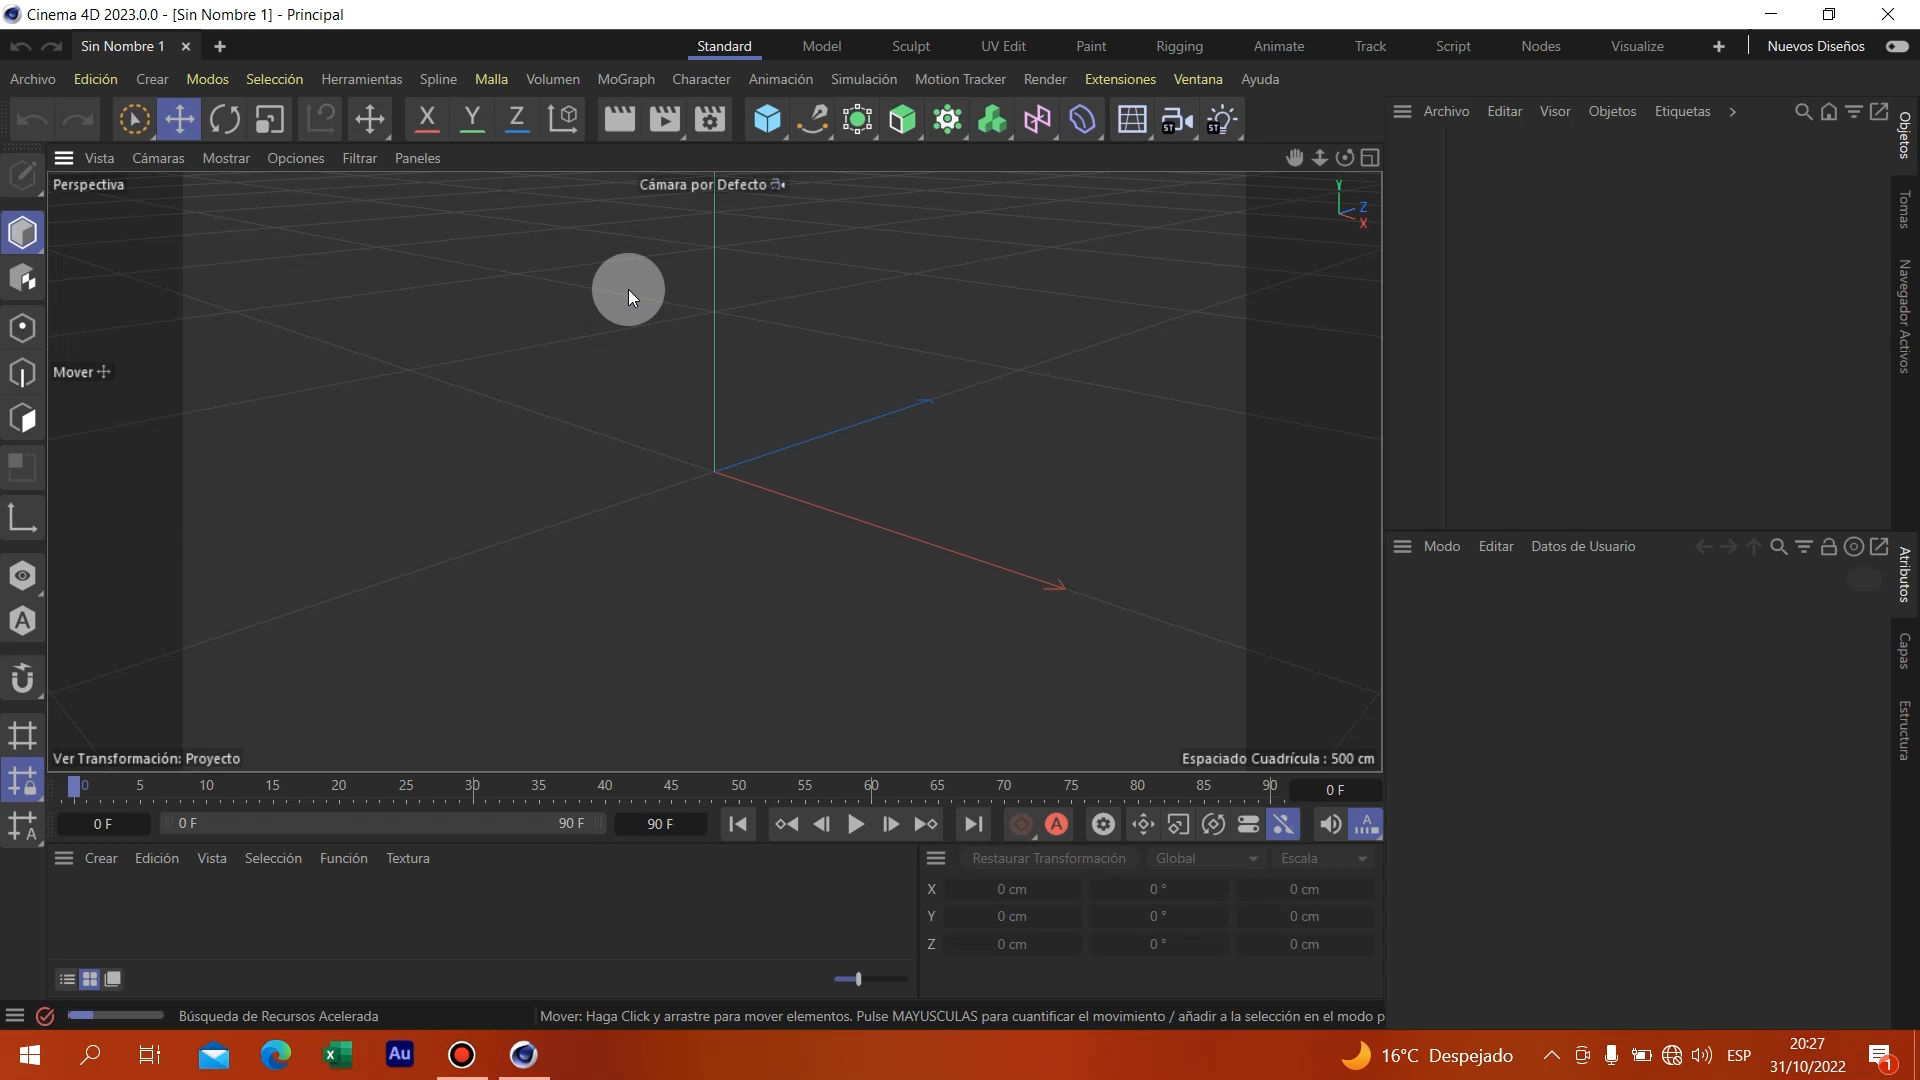 Cinema 4D 2023.0.0 - [Sin Nombre 1] - Principal
Sin Nombre 1
Standard Model Sculpt UV Edit Paint Rigging Animate Track Script Nodes Visualize Nuevos Diseños
Archivo Edición Crear Modos Selección Herramientas Spline Malla Volumen MoGraph Character Animación Simulación Motion Tracker Render Extensiones Ventana Ayuda
X Y Z ST ST
Archivo Editar Visor Objetos Etiquetas
Objetos
Tomas
Navegador Activos
Vista Cámaras Mostrar Opciones Filtrar Paneles
Perspectiva
Cámara por Defecto
Y
Z
X
Mover
Modo Editar Datos de Usuario
Atributos
Capas
Estructura
A
Ver Transformación: Proyecto
Espaciado Cuadrícula : 500 cm
0 5 10 15 20 25 30 35 40 45 50 55 60 65 70 75 80 85 90 0 F
A
0 F 0 F 90 F 90 F A A
Crear Edición Vista Selección Función Textura
Restaurar Transformación Global Escala
X 0 cm 0 ° 0 cm
Y 0 cm 0 ° 0 cm
Z 0 cm 0 ° 0 cm
Búsqueda de Recursos Acelerada
Mover: Haga Click y arrastre para mover elementos. Pulse MAYUSCULAS para cuantificar el movimiento / añadir a la selección en el modo p
Au
16°C Despejado
ESP
20:27
31/10/2022
1